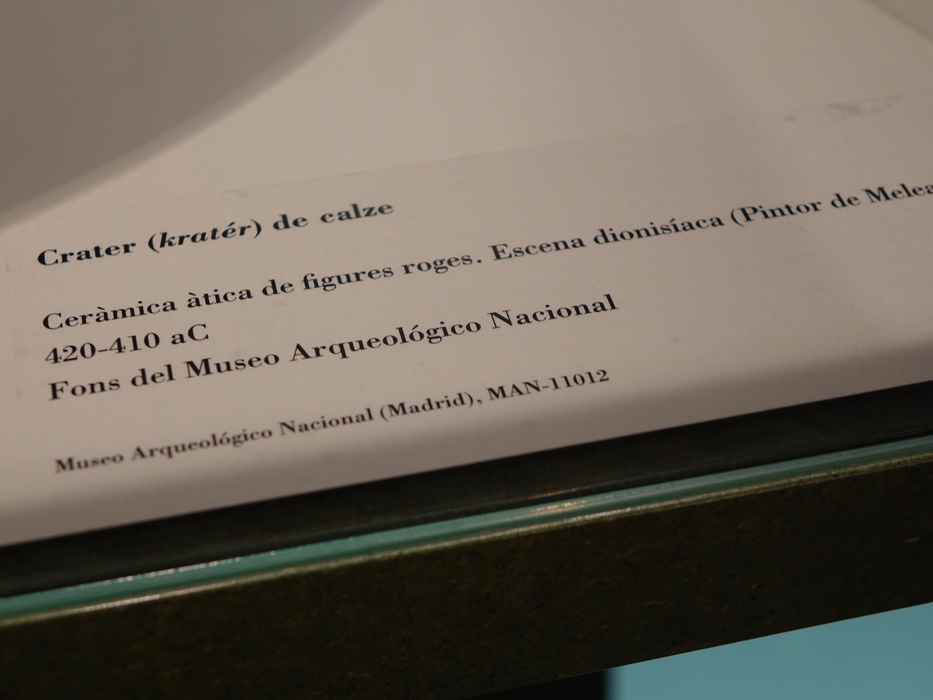 Crater (kratér) de calze
Ceràmica àtica de figures roges. Escena dionisíaca (Pintor de Melea
420-410 aC
Fons del Museo Arqueológico Nacional
Museo Arqueológico Nacional (Madrid), MAN-11012